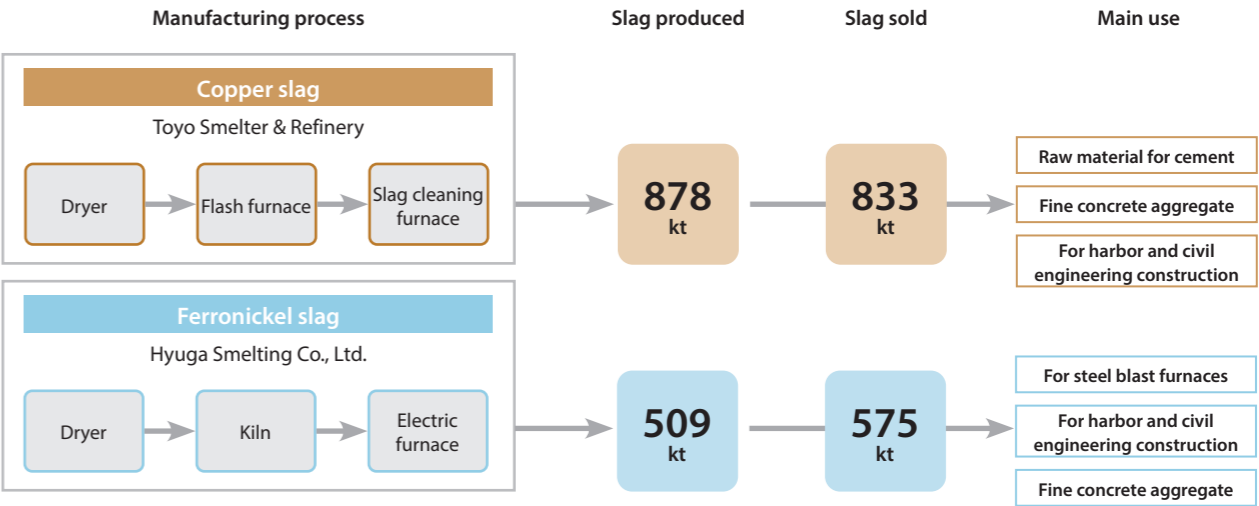 Manufacturing process
Slag produced
Slag sold
Main use
Copper slag
Toyo Smelter & Refinery
Dryer
Flash furnace
Slag cleaning
furnace
878
kt
833
kt
Raw material for cement
Fine concrete aggregate
For harbor and civil
engineering construction
Ferronickel slag
Hyuga Smelting Co., Ltd.
Dryer
Kiln
Electric
furnace
509
kt
575
kt
For steel blast furnaces
For harbor and civil
engineering construction
Fine concrete aggregate